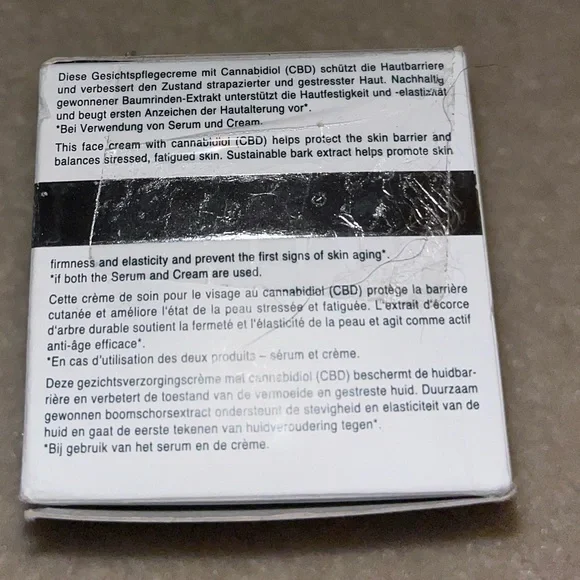 Diese Gesichtspflegecreme mit Cannabidiol (CBD) schützt die Hautbarriere
und verbessert den Zustand strapazierter und gestresster Haut. Nachhaltig
gewonnener Baumrinden-Extrakt unterstützt die Hautfestigkeit und -elastizität
und beugt ersten Anzeichen der Hautalterung vor*.
*Bei Verwendung von Serum und Cream.
This face cream with cannabidiol (CBD) helps protect the skin barrier and
balances stressed, fatigued skin. Sustainable bark extract helps promote skin
firmness and elasticity and prevent the first signs of skin aging*.
*if both the Serum and Cream are used.
Cette crème de soin pour le visage au cannabidiol (CBD) protège la barrière
cutanée et améliore l'état de la peau stressée et fatiguée. L'extrait d'écorce
d'arbre durable soutient la fermeté et l'élasticité de la peau et agit comme actif
anti-âge efficace*.
*En cas d'utilisation des deux produits – sérum et crème.
Deze gezichtsverzorgingscrème met cannabidiol (CBD) beschermt de huidbar-
rière en verbetert de toestand van de vermoeide en gestreste huid. Duurzaam
gewonnen boomschorsextract ondersteunt de stevigheid en elasticiteit van de
huid en gaat de eerste tekenen van huidveroudering tegen*.
*Bij gebruik van het serum en de crème.